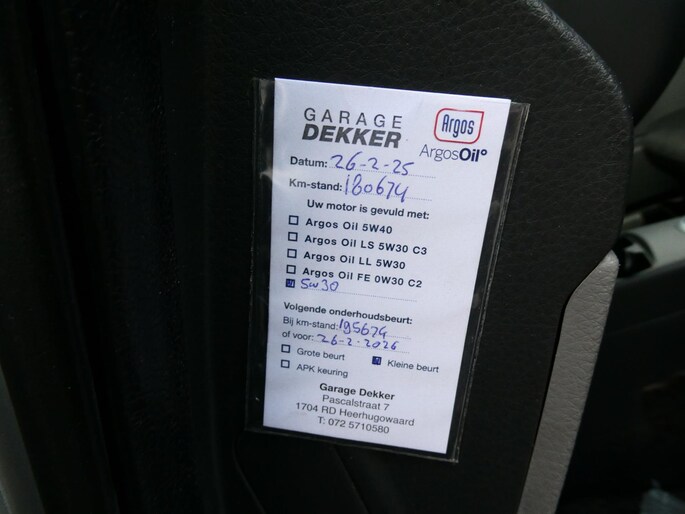 GARAGE
DEKKER
Argos
ArgosOil°
Datum: 26-2-25
Km-stand: 180674
Uw motor is gevuld met:
Argos Oil 5W40
Argos Oil LS 5W30 C3
Argos Oil LL 5W30
Argos Oil FE 0W30 C2
5w30
Volgende onderhoudsbeurt:
Bij km-stand: 195674
of voor: 26-2-2026
Grote beurt Kleine beurt
APK keuring
Garage Dekker
Pascalstraat 7
1704 RD Heerhugowaard
T: 072 5710580